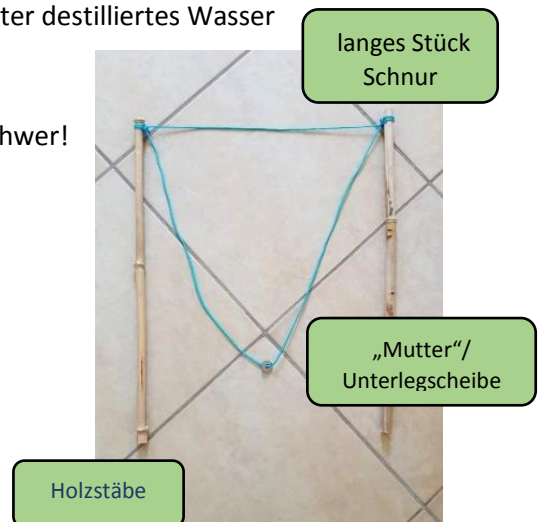 ter destilliertes Wasser
langes Stück
Schnur
hwer!
„Mutter“/
Unterlegscheibe
Holzstäbe